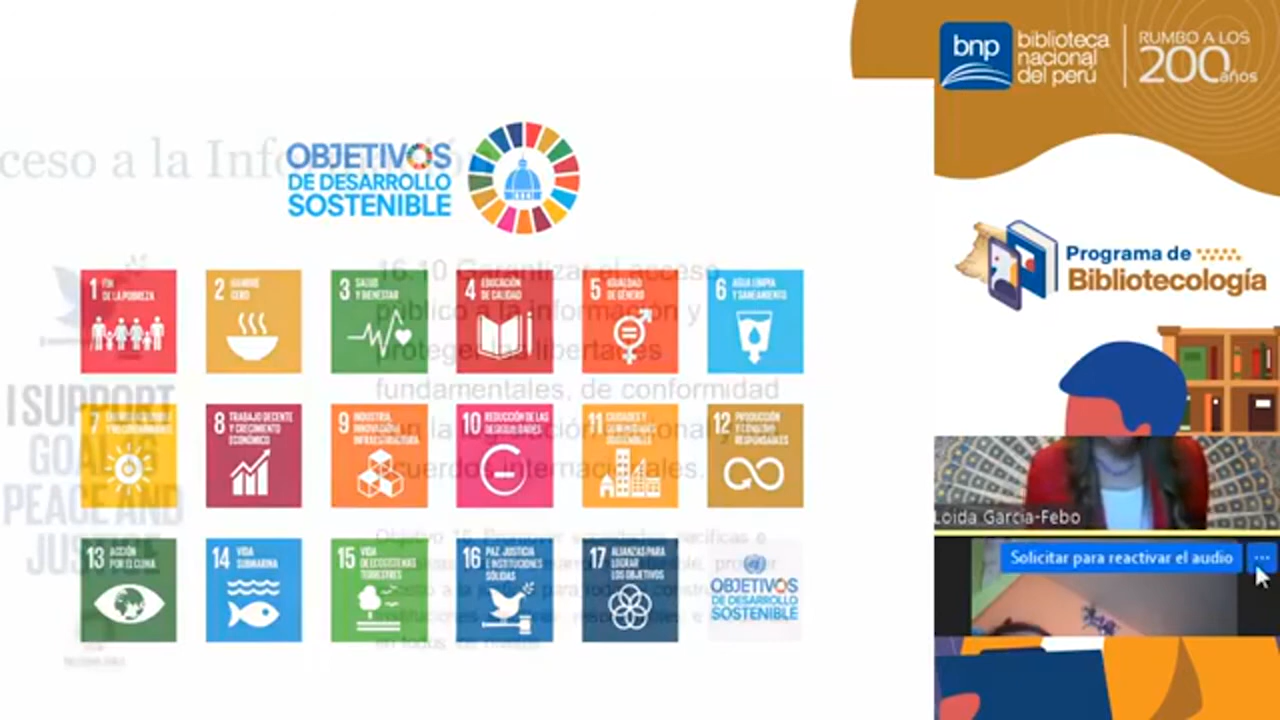 bnp
biblioteca
nacional
del perú
RUMBO A LOS
200
años
ceso a la Inf
OBJETIVOS
DE DESARROLLO
SOSTENIBLE
Programa de
Bibliotecología
1 FIN
DE LA POBREZA
2 HAMBRE
CERO
3 SALUD
Y BIENESTAR
4 EDUCACIÓN
DE CALIDAD
5 IGUALDAD
DE GÉNERO
6 AGUA LIMPIA
Y SANEAMIENTO
16.10 Garantizar el acceso
público a la información y
proteger las libertades
fundamentales, de conformidad
con la legislación nacional y
acuerdos internacionales.
I SUPPORT
GOAL
PEACE AND
JUSTICE
7
8 TRABAJO DECENTE
Y CRECIMIENTO
ECONÓMICO
9 INDUSTRIA,
INNOVACIÓN E
INFRAESTRUCTURA
10 REDUCCIÓN DE LAS
DESIGUALDADES
11 CIUDADES Y
COMUNIDADES
SOSTENIBLES
12 PRODUCCIÓN
Y CONSUMO
RESPONSABLES
13 ACCIÓN
POR EL CLIMA
14 VIDA
SUBMARINA
15 VIDA
DE ECOSISTEMAS
TERRESTRES
16 PAZ, JUSTICIA
E INSTITUCIONES
SÓLIDAS
17 ALIANZAS PARA
LOGRAR
LOS OBJETIVOS
OBJETIVOS
DE DESARROLLO
SOSTENIBLE
Loida Garcia-Febo
Solicitar para reactivar el audio
...